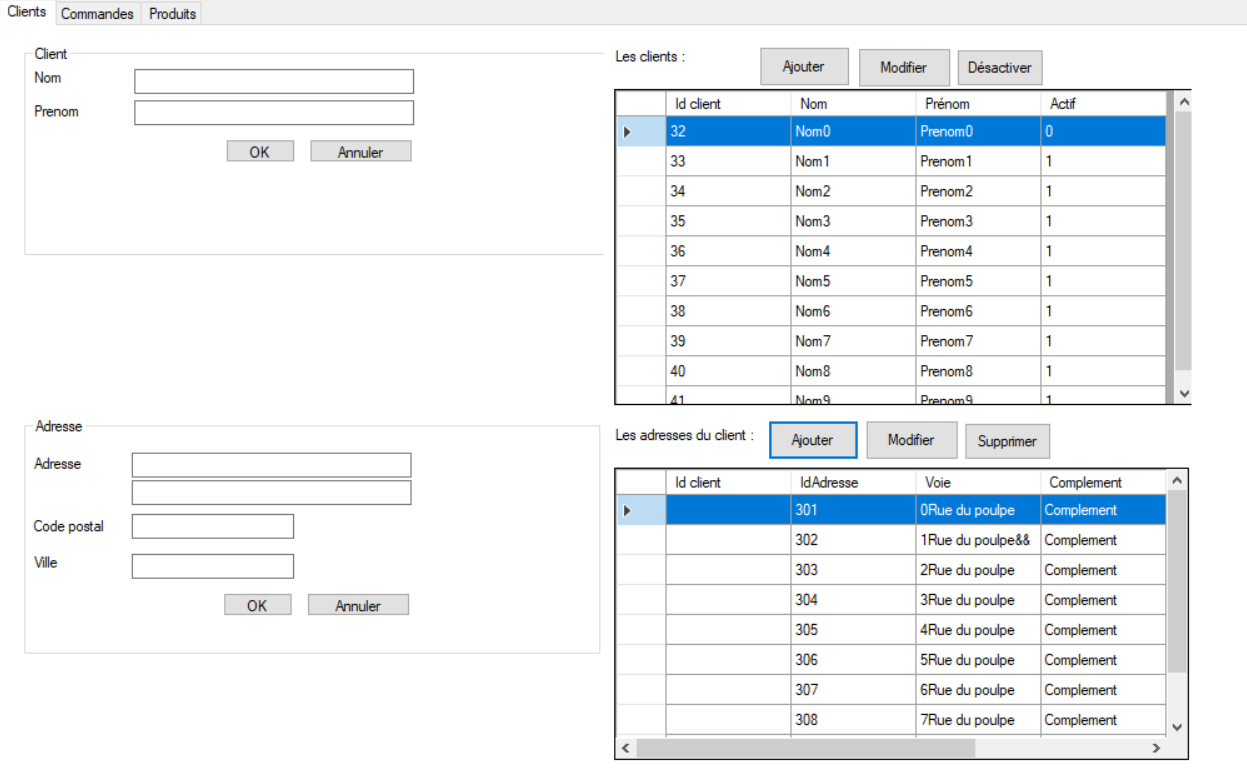 Clients Commandes Produits
Client
Nom
Prenom
OK Annuler
Les clients : Ajouter Modifier Désactiver
Id client Nom Prénom Actif
32 Nom0 Prenom0 0
33 Nom1 Prenom1 1
34 Nom2 Prenom2 1
35 Nom3 Prenom3 1
36 Nom4 Prenom4 1
37 Nom5 Prenom5 1
38 Nom6 Prenom6 1
39 Nom7 Prenom7 1
40 Nom8 Prenom8 1
41 Nom9 Prenom9 1
Adresse
Adresse
Code postal
Ville
OK Annuler
Les adresses du client : Ajouter Modifier Supprimer
Id client IdAdresse Voie Complement
301 0Rue du poulpe Complement
302 1Rue du poulpe&& Complement
303 2Rue du poulpe Complement
304 3Rue du poulpe Complement
305 4Rue du poulpe Complement
306 5Rue du poulpe Complement
307 6Rue du poulpe Complement
308 7Rue du poulpe Complement